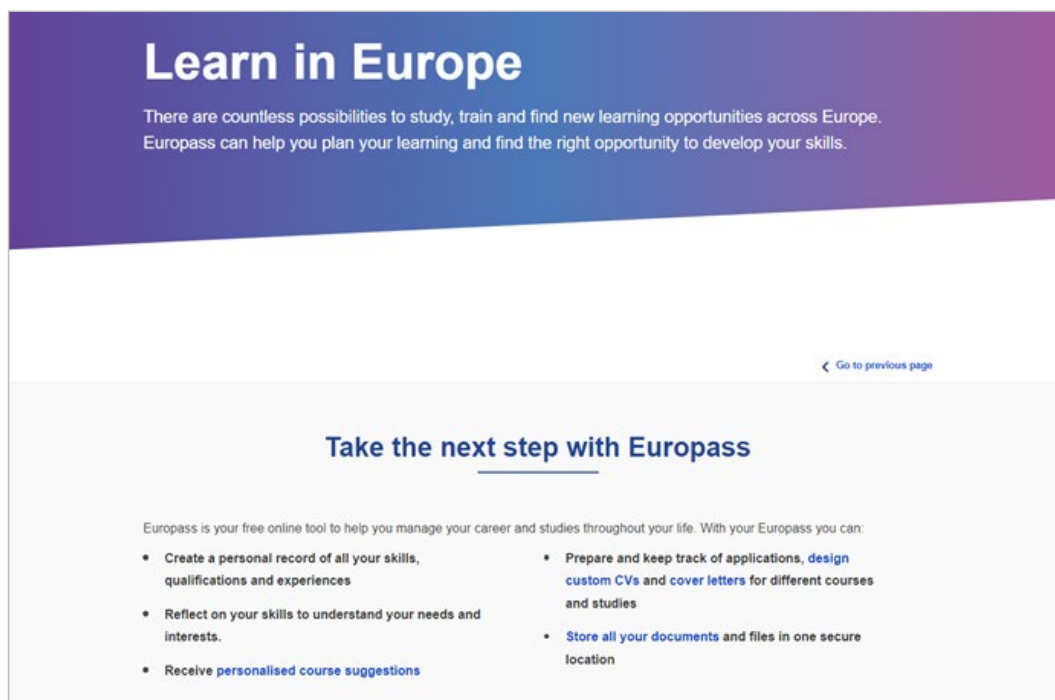 Learn in Europe
There are countless possibilities to study, train and find new learning opportunities across Europe.
Europass can help you plan your learning and find the right opportunity to develop your skills.
Go to previous page
Take the next step with Europass
Europass is your free online tool to help you manage your career and studies throughout your life. With your Europass you can:
• Create a personal record of all your skills,
qualifications and experiences
• Reflect on your skills to understand your needs and
interests.
• Receive personalised course suggestions
• Prepare and keep track of applications, design
custom CVs and cover letters for different courses
and studies
• Store all your documents and files in one secure
location